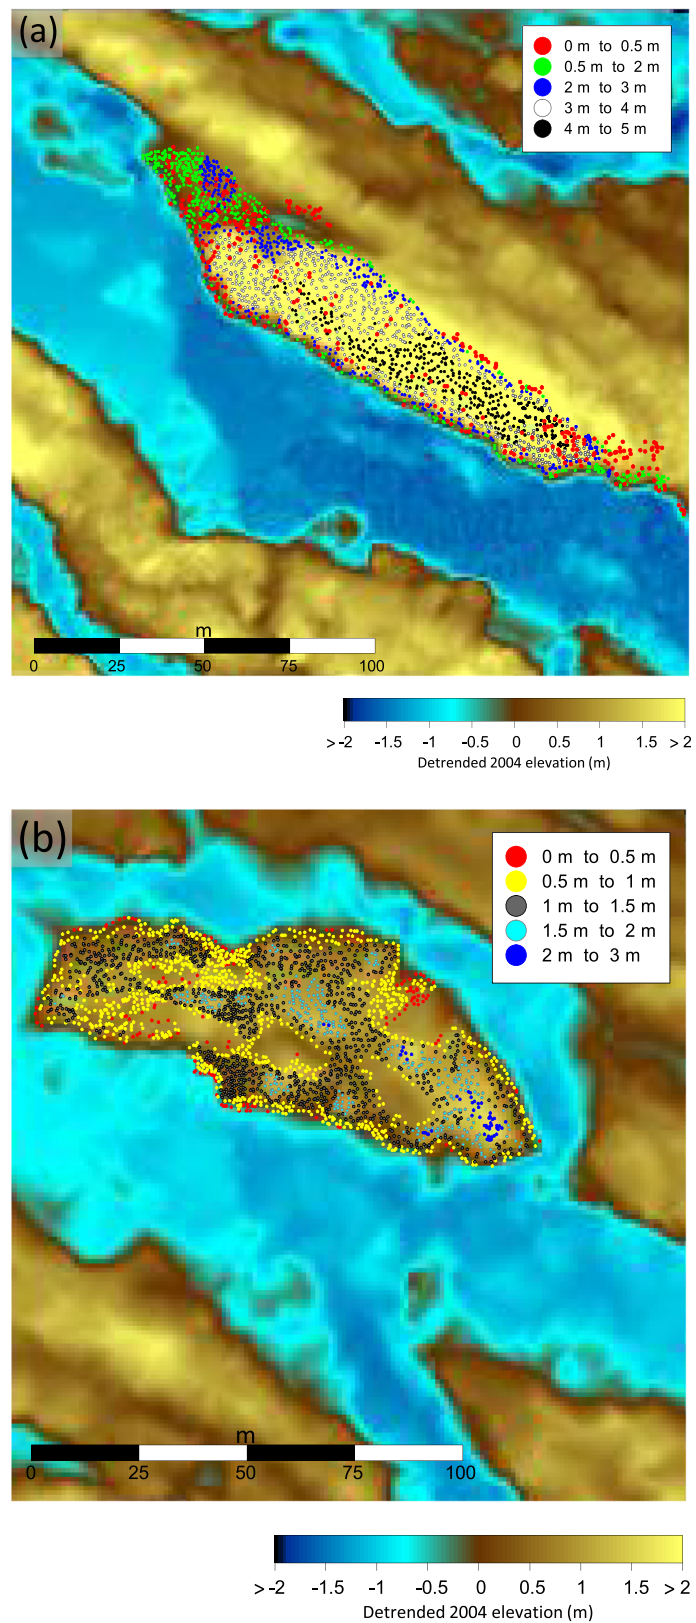 (a)
0 m to 0.5 m
0.5 m to 2 m
2 m to 3 m
3 m to 4 m
4 m to 5 m
m
0 25 50 75 100
>-2 -1.5 -1 -0.5 0 0.5 1 1.5 > 2
Detrended 2004 elevation (m)
(b)
0 m to 0.5 m
0.5 m to 1 m
1 m to 1.5 m
1.5 m to 2 m
2 m to 3 m
m
0 25 50 75 100
>-2 -1.5 -1 -0.5 0 0.5 1 1.5 > 2
Detrended 2004 elevation (m)